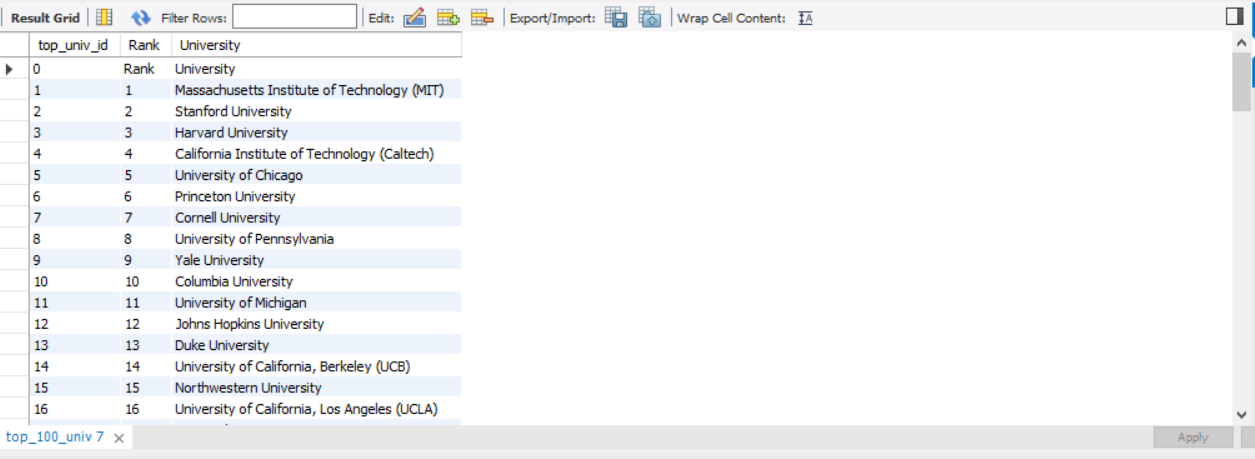 Result Grid Filter Rows: Edit: Export/Import: Wrap Cell Content: IA
top_univ_id Rank University
0 Rank University
1 1 Massachusetts Institute of Technology (MIT)
2 2 Stanford University
3 3 Harvard University
4 4 California Institute of Technology (Caltech)
5 5 University of Chicago
6 6 Princeton University
7 7 Cornell University
8 8 University of Pennsylvania
9 9 Yale University
10 10 Columbia University
11 11 University of Michigan
12 12 Johns Hopkins University
13 13 Duke University
14 14 University of California, Berkeley (UCB)
15 15 Northwestern University
16 16 University of California, Los Angeles (UCLA)
top_100_univ 7 Apply